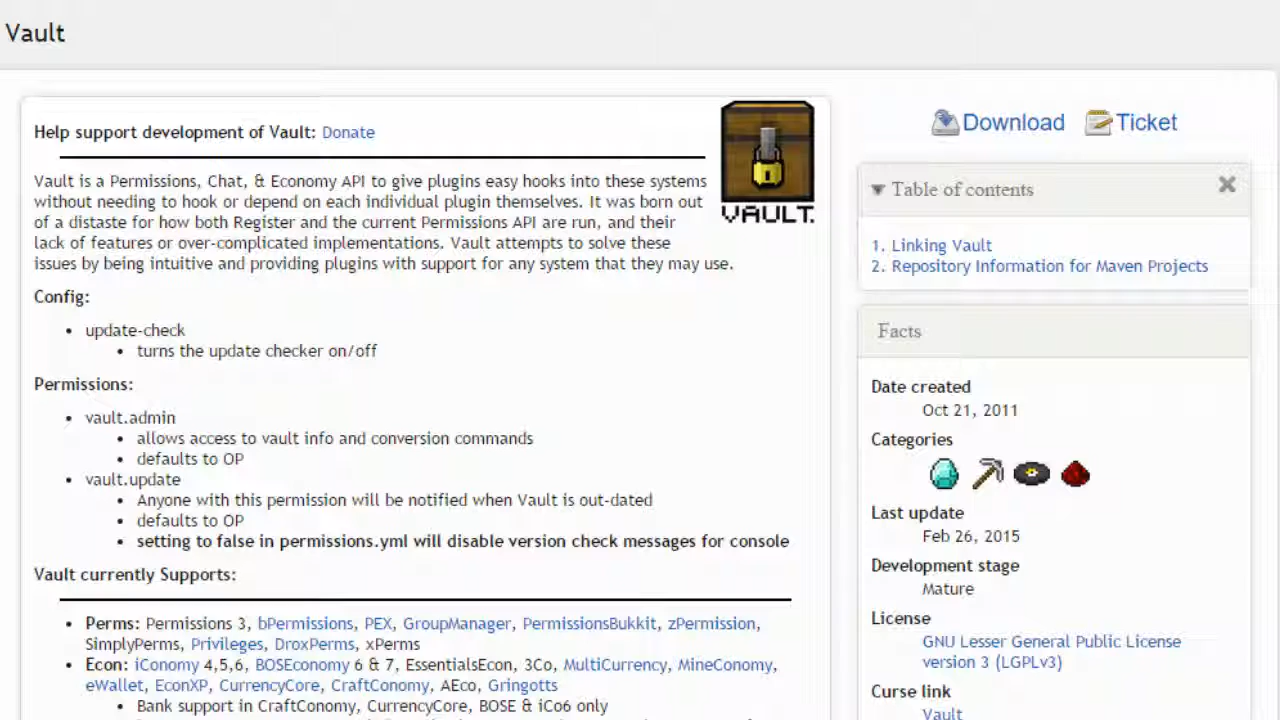 Vault
Help support development of Vault: Donate
VAULT.
Vault is a Permissions, Chat, & Economy API to give plugins easy hooks into these systems
without needing to hook or depend on each individual plugin themselves. It was born out
of a distaste for how both Register and the current Permissions API are run, and their
lack of features or over-complicated implementations. Vault attempts to solve these
issues by being intuitive and providing plugins with support for any system that they may use.
Config:
• update-check
• turns the update checker on/off
Permissions:
• vault.admin
• allows access to vault info and conversion commands
• defaults to OP
• vault.update
• Anyone with this permission will be notified when Vault is out-dated
• defaults to OP
• setting to false in permissions.yml will disable version check messages for console
Vault currently Supports:
• Perms: Permissions 3, bPermissions, PEX, GroupManager, PermissionsBukkit, zPermission,
SimplyPerms, Privileges, DroxPerms, xPerms
• Econ: iConomy 4,5,6, BOSEconomy 6 & 7, EssentialsEcon, 3Co, MultiCurrency, MineConomy,
eWallet, EconXP, CurrencyCore, CraftConomy, AEco, Gringotts
• Bank support in CraftConomy, CurrencyCore, BOSE & iCo6 only
Download Ticket
Table of contents
1. Linking Vault
2. Repository Information for Maven Projects
Facts
Date created
Oct 21, 2011
Categories
Last update
Feb 26, 2015
Development stage
Mature
License
GNU Lesser General Public License
version 3 (LGPLv3)
Curse link
Vault